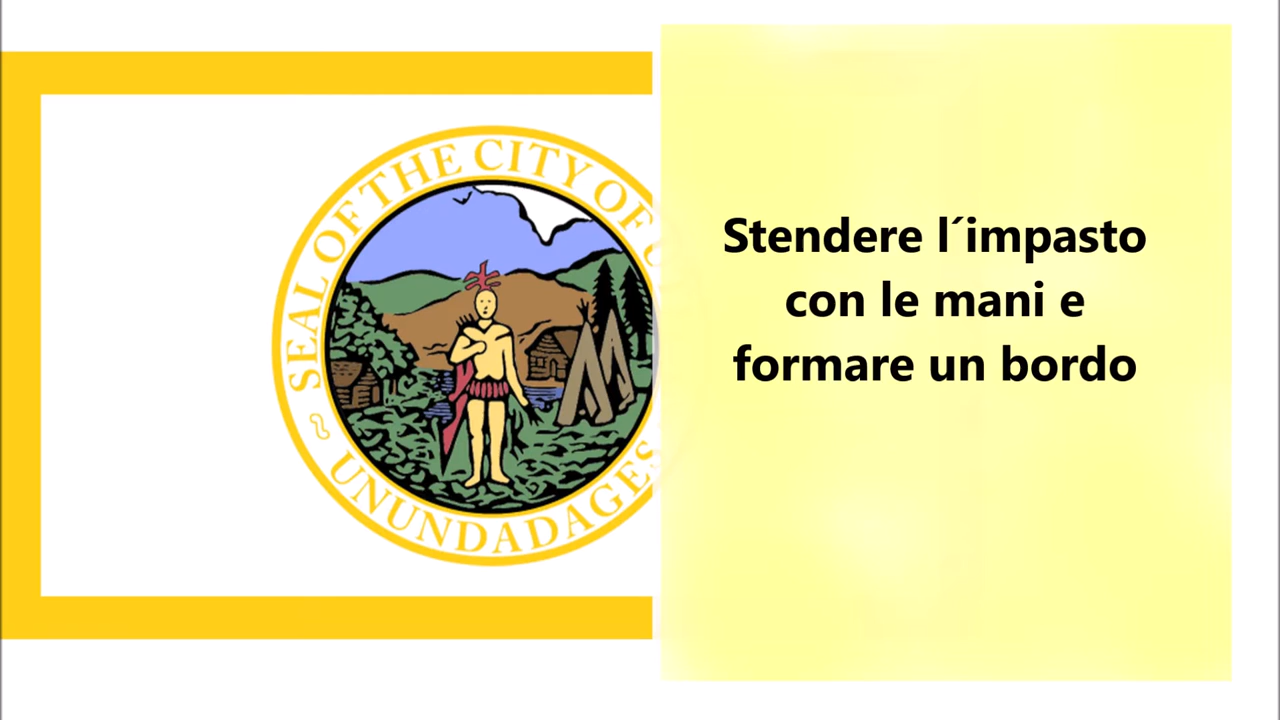 SEAL OF THE CITY OF
UNUNDADAGES
Stendere l´impasto
con le mani e
formare un bordo